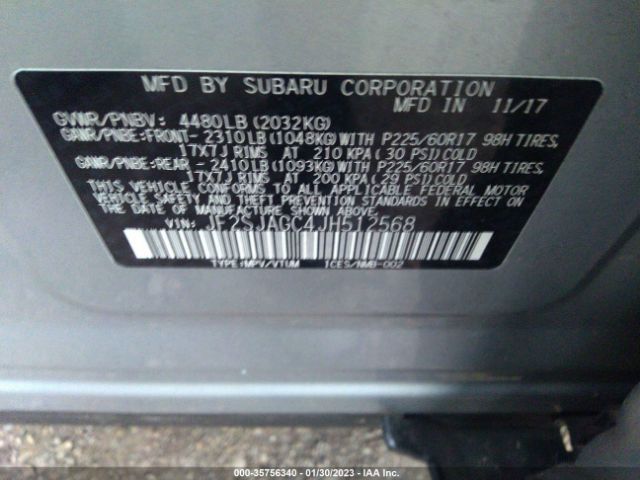 MFD BY SUBARU CORPORATION
MFD IN 11/17
GVWR/PNBV: 4480LB (2032KG)
GAWR/PNBE:FRONT- 2310LB(1048KG)WITH P225/60R17 98H TIRES,
17X7J RIMS AT 210 KPA(30 PSI)COLD
GAWR/PNBE:REAR - 2410LB(1093KG)WITH P225/60R17 98H TIRES,
17X7J RIMS AT 200 KPA(29 PSI)COLD
THIS VEHICLE CONFORMS TO ALL APPLICABLE FEDERAL MOTOR
VEHICLE SAFETY AND BUMPER STANDARDS IN EFFECT ON
THE DATE OF MANUFACTURE SHOWN ABOVE.
VIN: JF2SJAGC4JH512568
TYPE:MPV/VTUM ICES/NMB-002
000-35756340 - 01/30/2023 - IAA Inc.